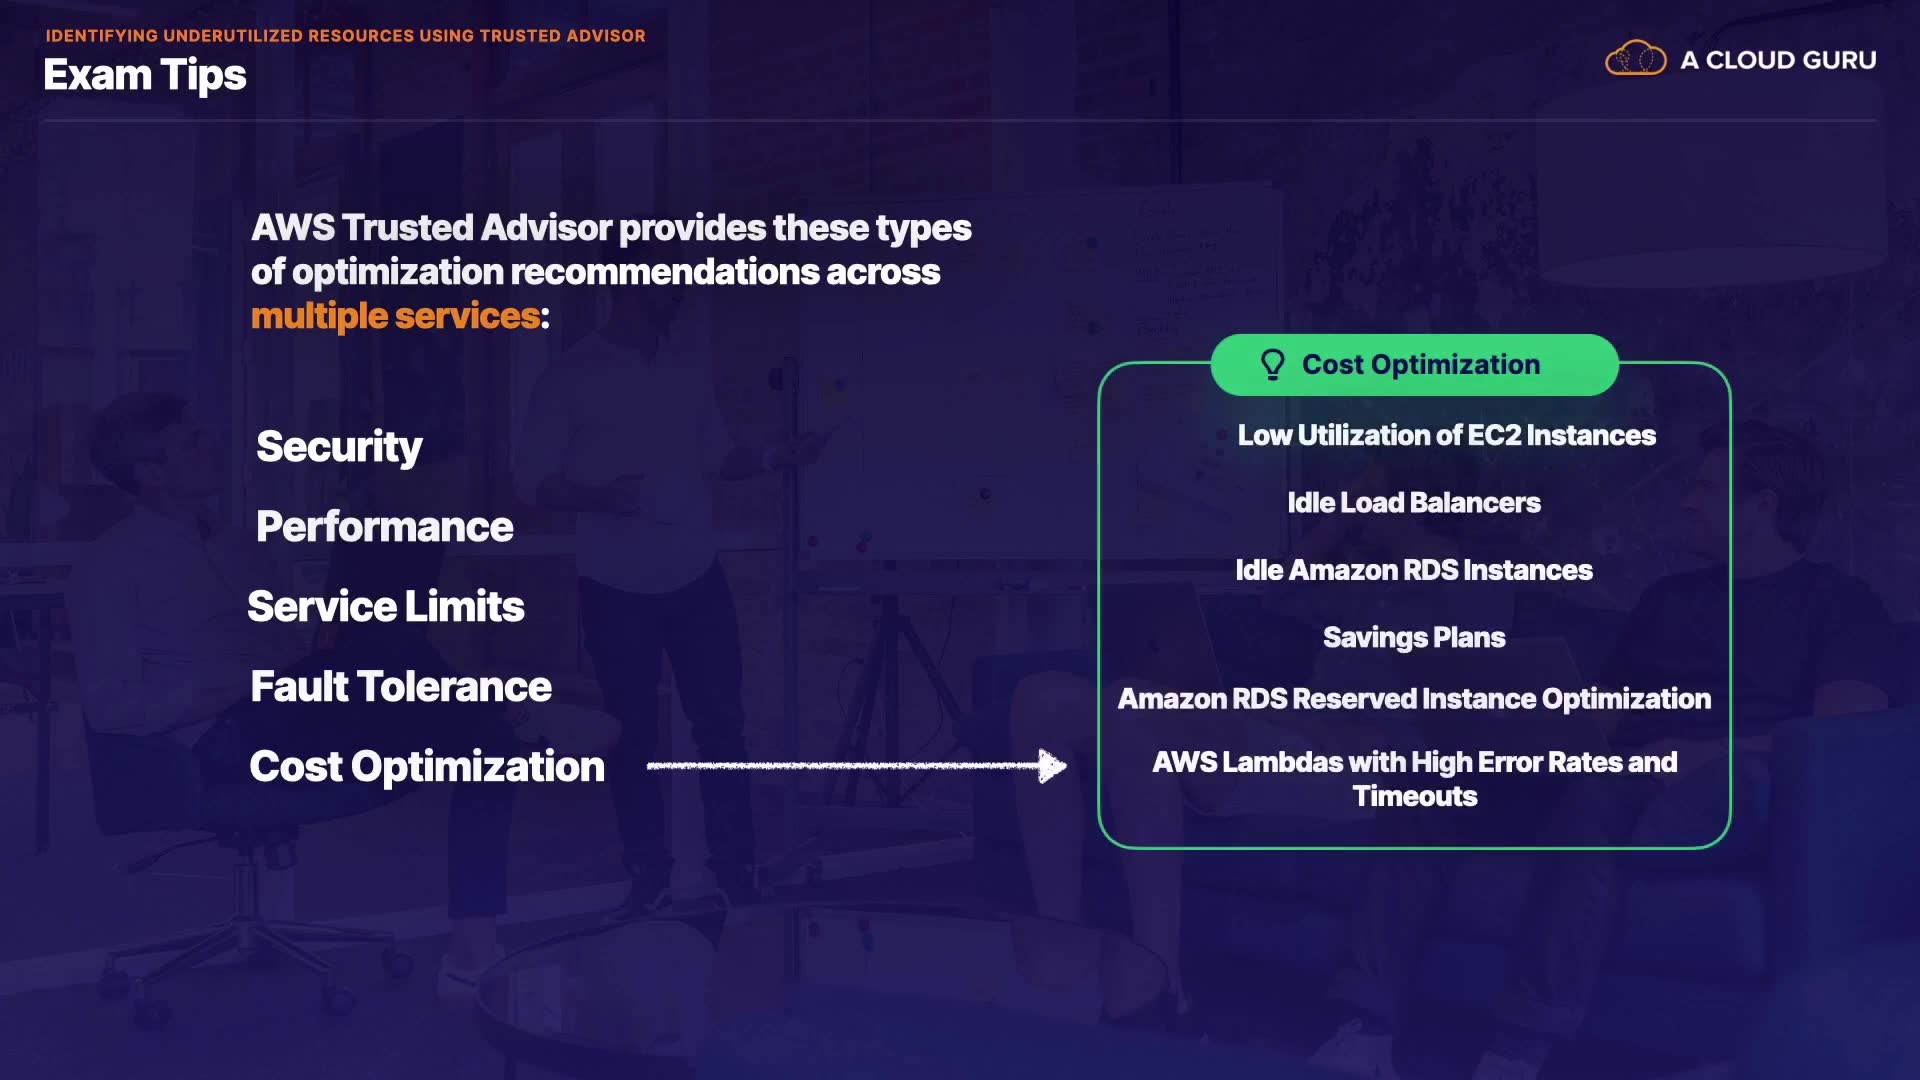 IDENTIFYING UNDERUTILIZED RESOURCES USING TRUSTED ADVISOR
Exam Tips
A CLOUD GURU
AWS Trusted Advisor provides these types
of optimization recommendations across
multiple services:
Security
Performance
Service Limits
Fault Tolerance
Cost Optimization
Cost Optimization
Low Utilization of EC2 Instances
Idle Load Balancers
Idle Amazon RDS Instances
Savings Plans
Amazon RDS Reserved Instance Optimization
AWS Lambdas with High Error Rates and
Timeouts